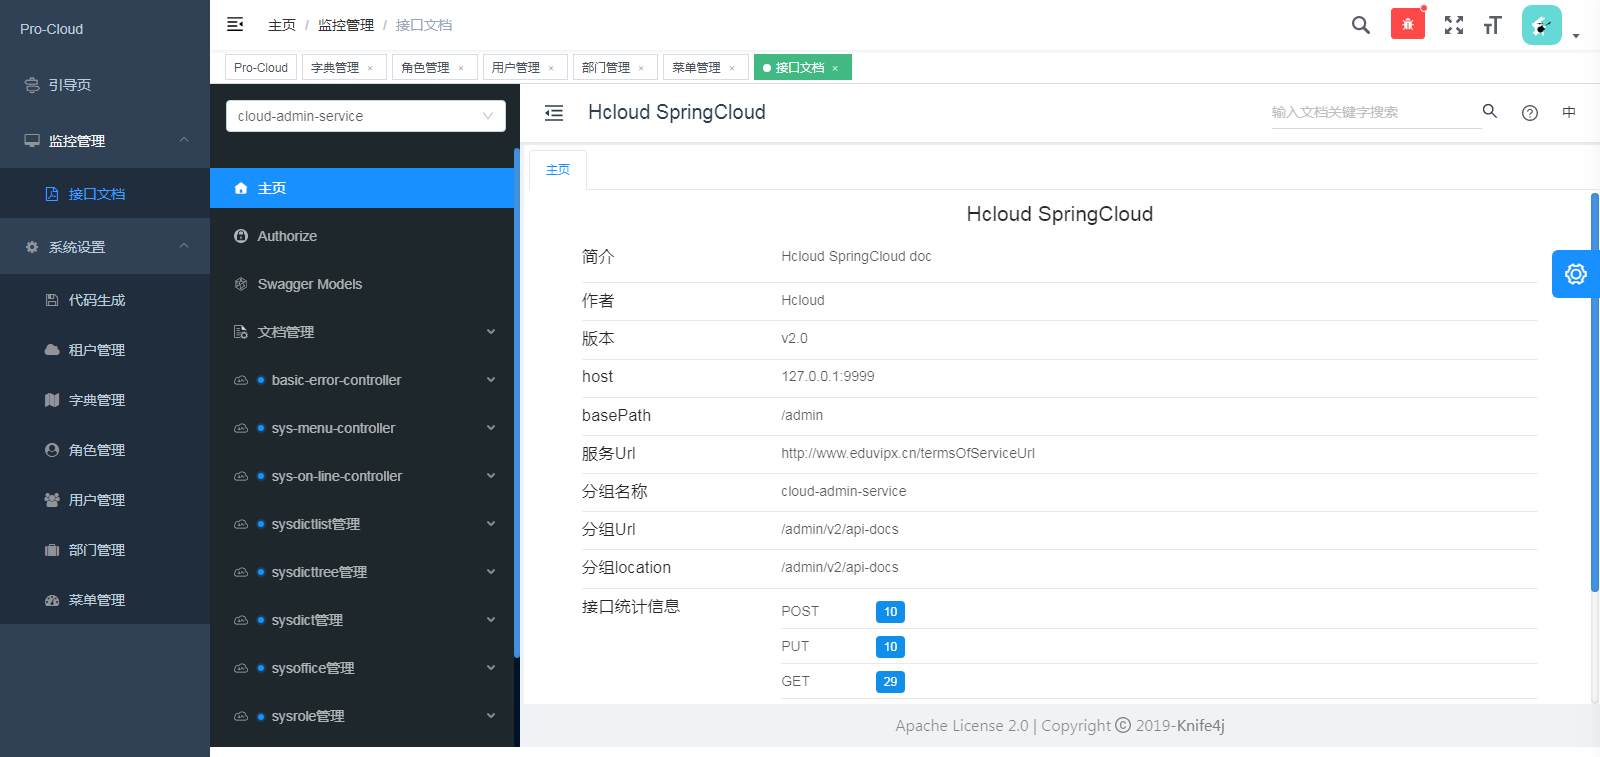 Pro-Cloud
引导页
监控管理
接口文档
系统设置
代码生成
租户管理
字典管理
角色管理
用户管理
部门管理
菜单管理
主页 / 监控管理 / 接口文档
Pro-Cloud 字典管理 × 角色管理 × 用户管理 × 部门管理 × 菜单管理 × 接口文档 ×
cloud-admin-service
主页
Authorize
Swagger Models
文档管理
basic-error-controller
sys-menu-controller
sys-on-line-controller
sysdictlist管理
sysdicttree管理
sysdict管理
sysoffice管理
sysrole管理
Hcloud SpringCloud
输入文档关键字搜索
中
主页
Hcloud SpringCloud
简介 Hcloud SpringCloud doc
作者 Hcloud
版本 v2.0
host 127.0.0.1:9999
basePath /admin
服务Url http://www.eduvipx.cn/termsOfServiceUrl
分组名称 cloud-admin-service
分组Url /admin/v2/api-docs
分组location /admin/v2/api-docs
接口统计信息 POST 10
PUT 10
GET 29
Apache License 2.0 | Copyright © 2019-Knife4j